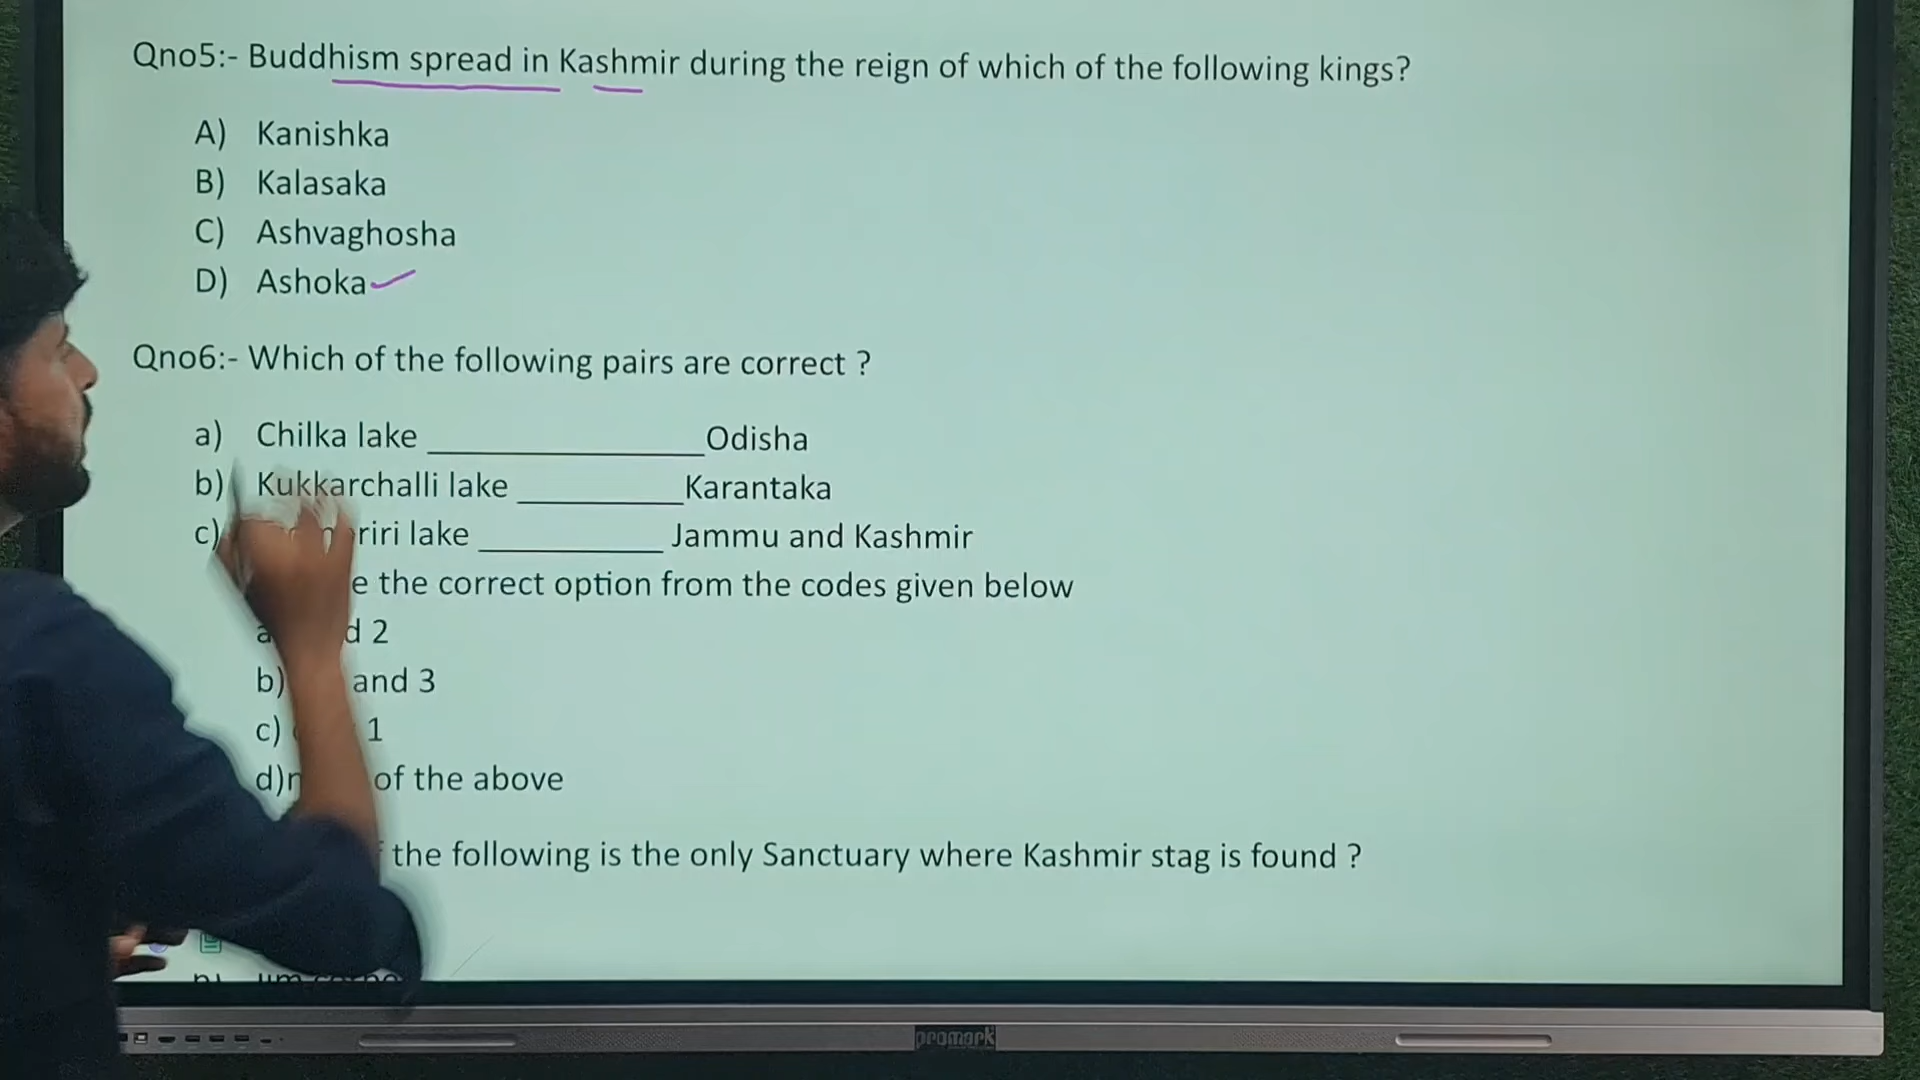 Qno5:- Buddhism spread in Kashmir during the reign of which of the following kings?
A) Kanishka
B) Kalasaka
C) Ashvaghosha
D) Ashoka
Qno6:- Which of the following pairs are correct ?
a) Chilka lake _______________Odisha
b) Kukkarchalli lake _________Karantaka
c) riri lake __________ Jammu and Kashmir
the correct option from the codes given below
2
b) and 3
c) 1
d) of the above
the following is the only Sanctuary where Kashmir stag is found ?
promark